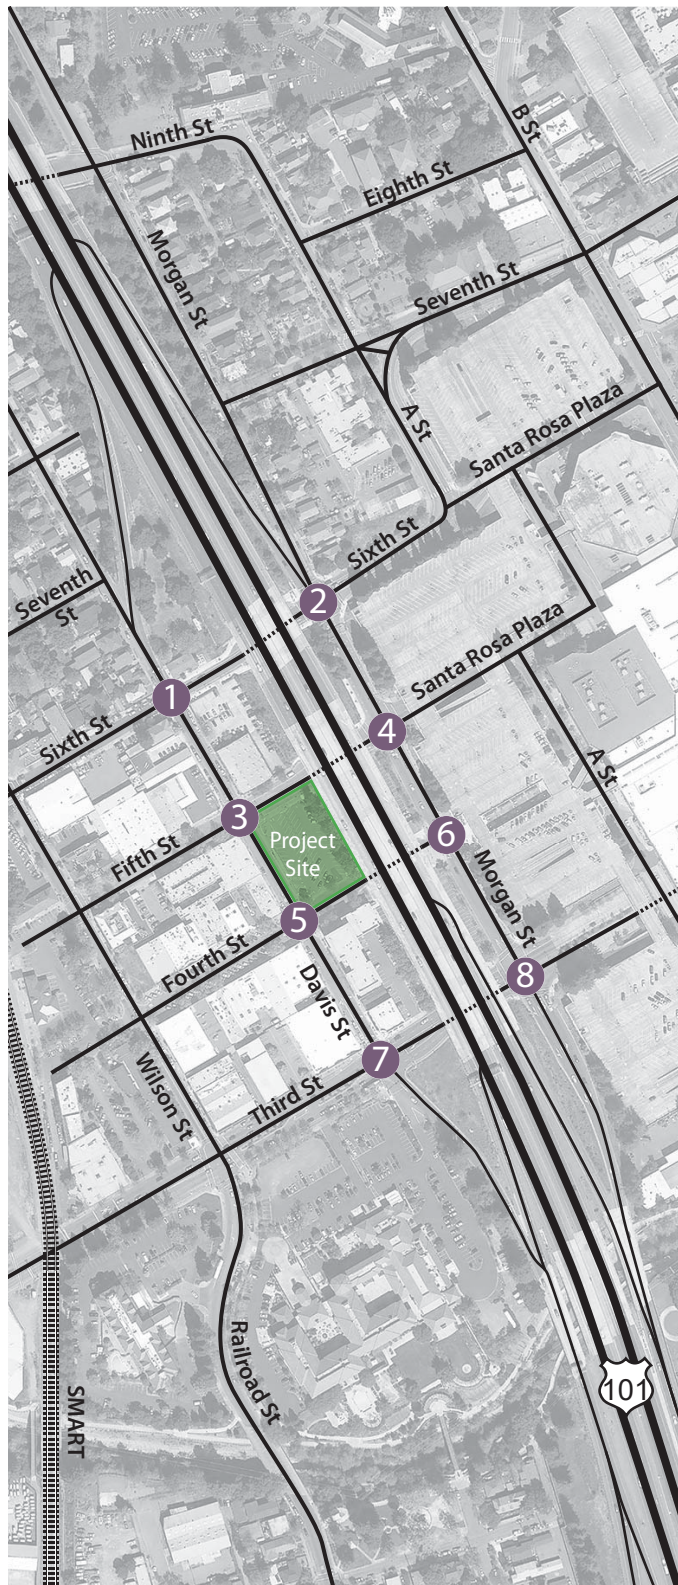 B St
Ninth St
Eighth St
Morgan St
Seventh St
A St
Santa Rosa Plaza
Sixth St
Seventh
St
2
Santa Rosa Plaza
1
Sixth St
4
A St
3
Project
Site
6
Fifth St
Morgan St
5
Fourth St
8
Davis St
7
Wilson St
Third St
Railroad St
101
SMART